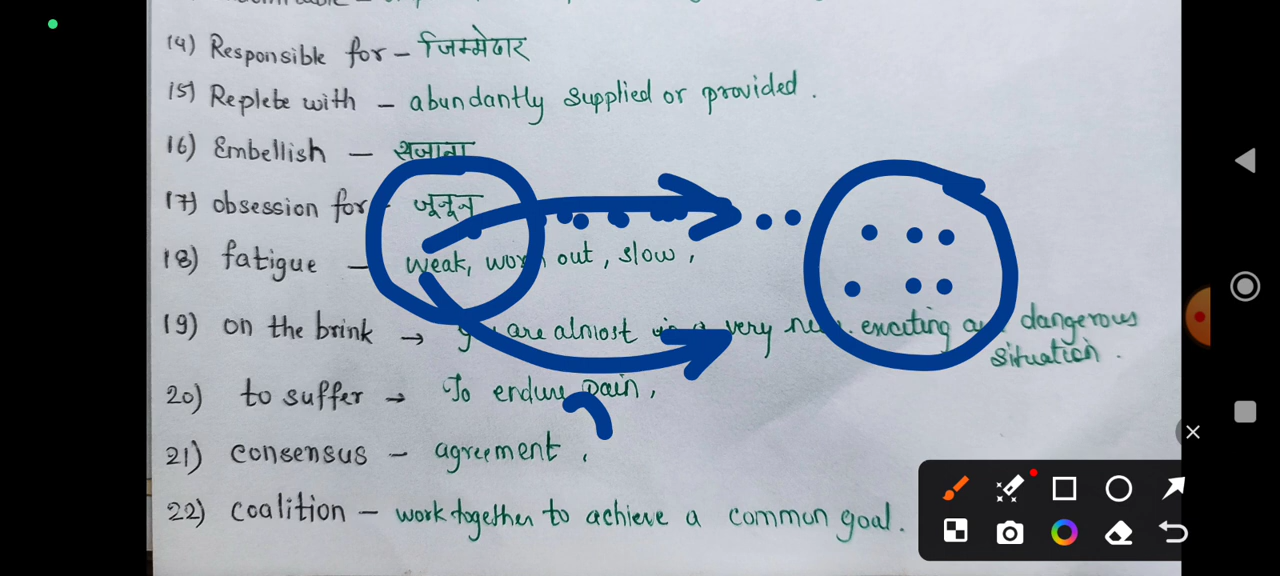 14) Responsible for – जिम्मेदार
15) Replete with – abundantly supplied or provided.
16) Embellish – सजाना
17) obsession for – जूनून
18) fatigue – weak, worn out, slow,
19) on the brink → are almost very exciting dangerous
situation.
20) to suffer → To endure pain,
21) consensus – agreement,
22) coalition – work together to achieve a common goal.